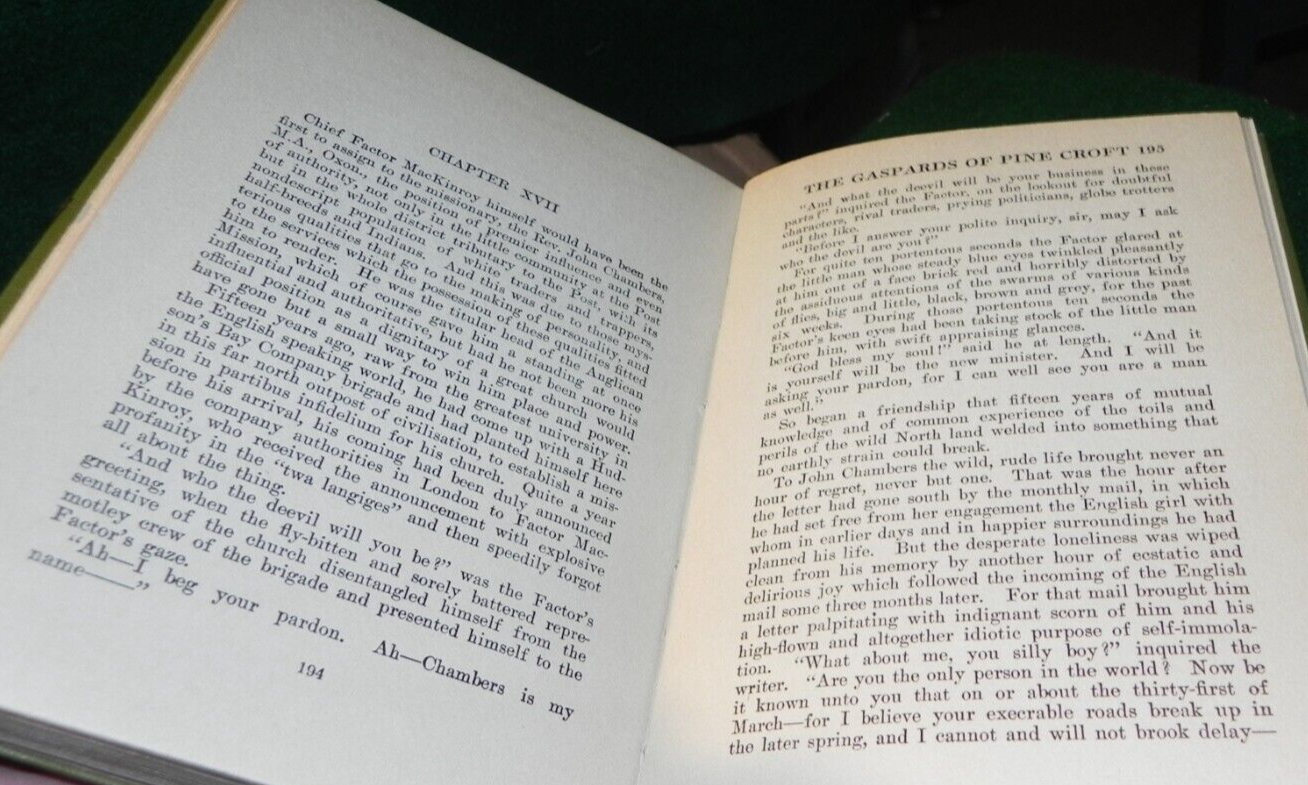 CHAPTER XVII
Chief Factor MacKinroy himself would have been the
first to assign to the missionary, the Rev. John Chambers,
M.A., Oxon., the position of premier influence and even
of authority, not only in the little community at the Post
but in the whole district tributary to the Post, with its
nondescript population of white traders and trappers,
half-breeds and Indians. And this was due to those mys-
terious qualities that go to the making of personality, and
to the services which the possession of these qualities fitted
him to render. He was the titular head of the Anglican
Mission, which of course gave him a standing at once
influential and authoritative, but had he not been more his
official position as a dignitary of a great church would
have gone but a small way to win him place and power.
Fifteen years ago, raw from the greatest university in
the English speaking world, he had come up with a Hud-
son's Bay Company brigade and had planted himself here
in this far north outpost of civilisation, to establish a mis-
sion in partibus infidelium for his church. Quite a year
before his arrival, his coming had been duly announced
by the company authorities in London to Factor Mac-
Kinroy, who received the announcement with explosive
profanity in the "twa langiges" and then speedily forgot
all about the thing.
"And who the deevil will you be?" was the Factor's
greeting, when the fly-bitten and sorely battered repre-
sentative of the church disentangled himself from the
motley crew of the brigade and presented himself to the
Factor's gaze.
"Ah—I beg your pardon. Ah—Chambers is my
name——"
194
THE GASPARDS OF PINE CROFT 195
"And what the deevil will be your business in these
parts?" inquired the Factor, on the lookout for doubtful
characters, rival traders, prying politicians, globe trotters
and the like.
"Before I answer your polite inquiry, sir, may I ask
who the devil are you?"
For quite ten portentous seconds the Factor glared at
the little man whose steady blue eyes twinkled pleasantly
at him out of a face brick red and horribly distorted by
the assiduous attentions of the swarms of various kinds
of flies, big and little, black, brown and grey, for the past
six weeks. During those portentous ten seconds the
Factor's keen eyes had been taking stock of the little man
before him, with swift appraising glances.
"God bless my soul!" said he at length. "And it
is yourself will be the new minister. And I will be
asking your pardon, for I can well see you are a man
as well."
So began a friendship that fifteen years of mutual
knowledge and of common experience of the toils and
perils of the wild North land welded into something that
no earthly strain could break.
To John Chambers the wild, rude life brought never an
hour of regret, never but one. That was the hour after
the letter had gone south by the monthly mail, in which
he had set free from her engagement the English girl with
whom in earlier days and in happier surroundings he had
planned his life. But the desperate loneliness was wiped
clean from his memory by another hour of ecstatic and
delirious joy which followed the incoming of the English
mail some three months later. For that mail brought him
a letter palpitating with indignant scorn of him and his
high-flown and altogether idiotic purpose of self-immola-
tion. "What about me, you silly boy?" inquired the
writer. "Are you the only person in the world? Now be
it known unto you that on or about the thirty-first of
March—for I believe your execrable roads break up in
the later spring, and I cannot and will not brook delay—